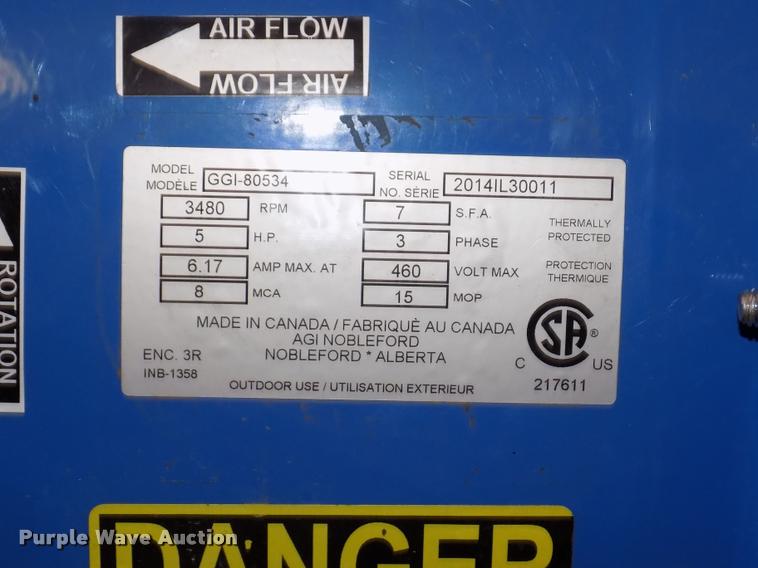 AIR FLOW
AIR FLOW
MODEL
MODÈLE
GGI-80534
SERIAL
NO. SÉRIE
2014IL30011
3480 RPM 7 S.F.A.
5 H.P. 3 PHASE
6.17 AMP MAX. AT 460 VOLT MAX
8 MCA 15 MOP
THERMALLY
PROTECTED
PROTECTION
THERMIQUE
MADE IN CANADA / FABRIQUÈ AU CANADA
AGI NOBLEFORD
NOBLEFORD * ALBERTA
ENC. 3R
INB-1358
OUTDOOR USE / UTILISATION EXTERIEUR
SA ®
C US
217611
ROTATION
DANGER
Purple Wave Auction